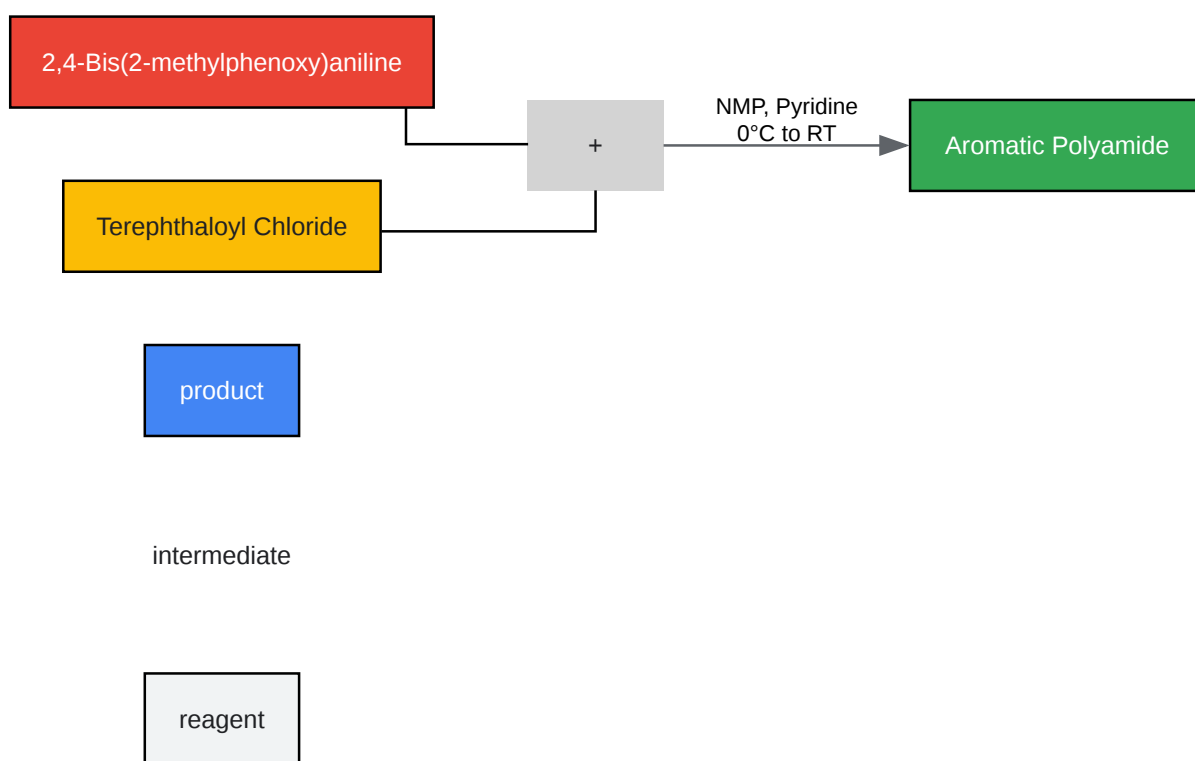 2,4-Bis(2-methylphenoxy)aniline
NMP, Pyridine
0°C to RT
+
Aromatic Polyamide
Terephthaloyl Chloride
product
intermediate
reagent